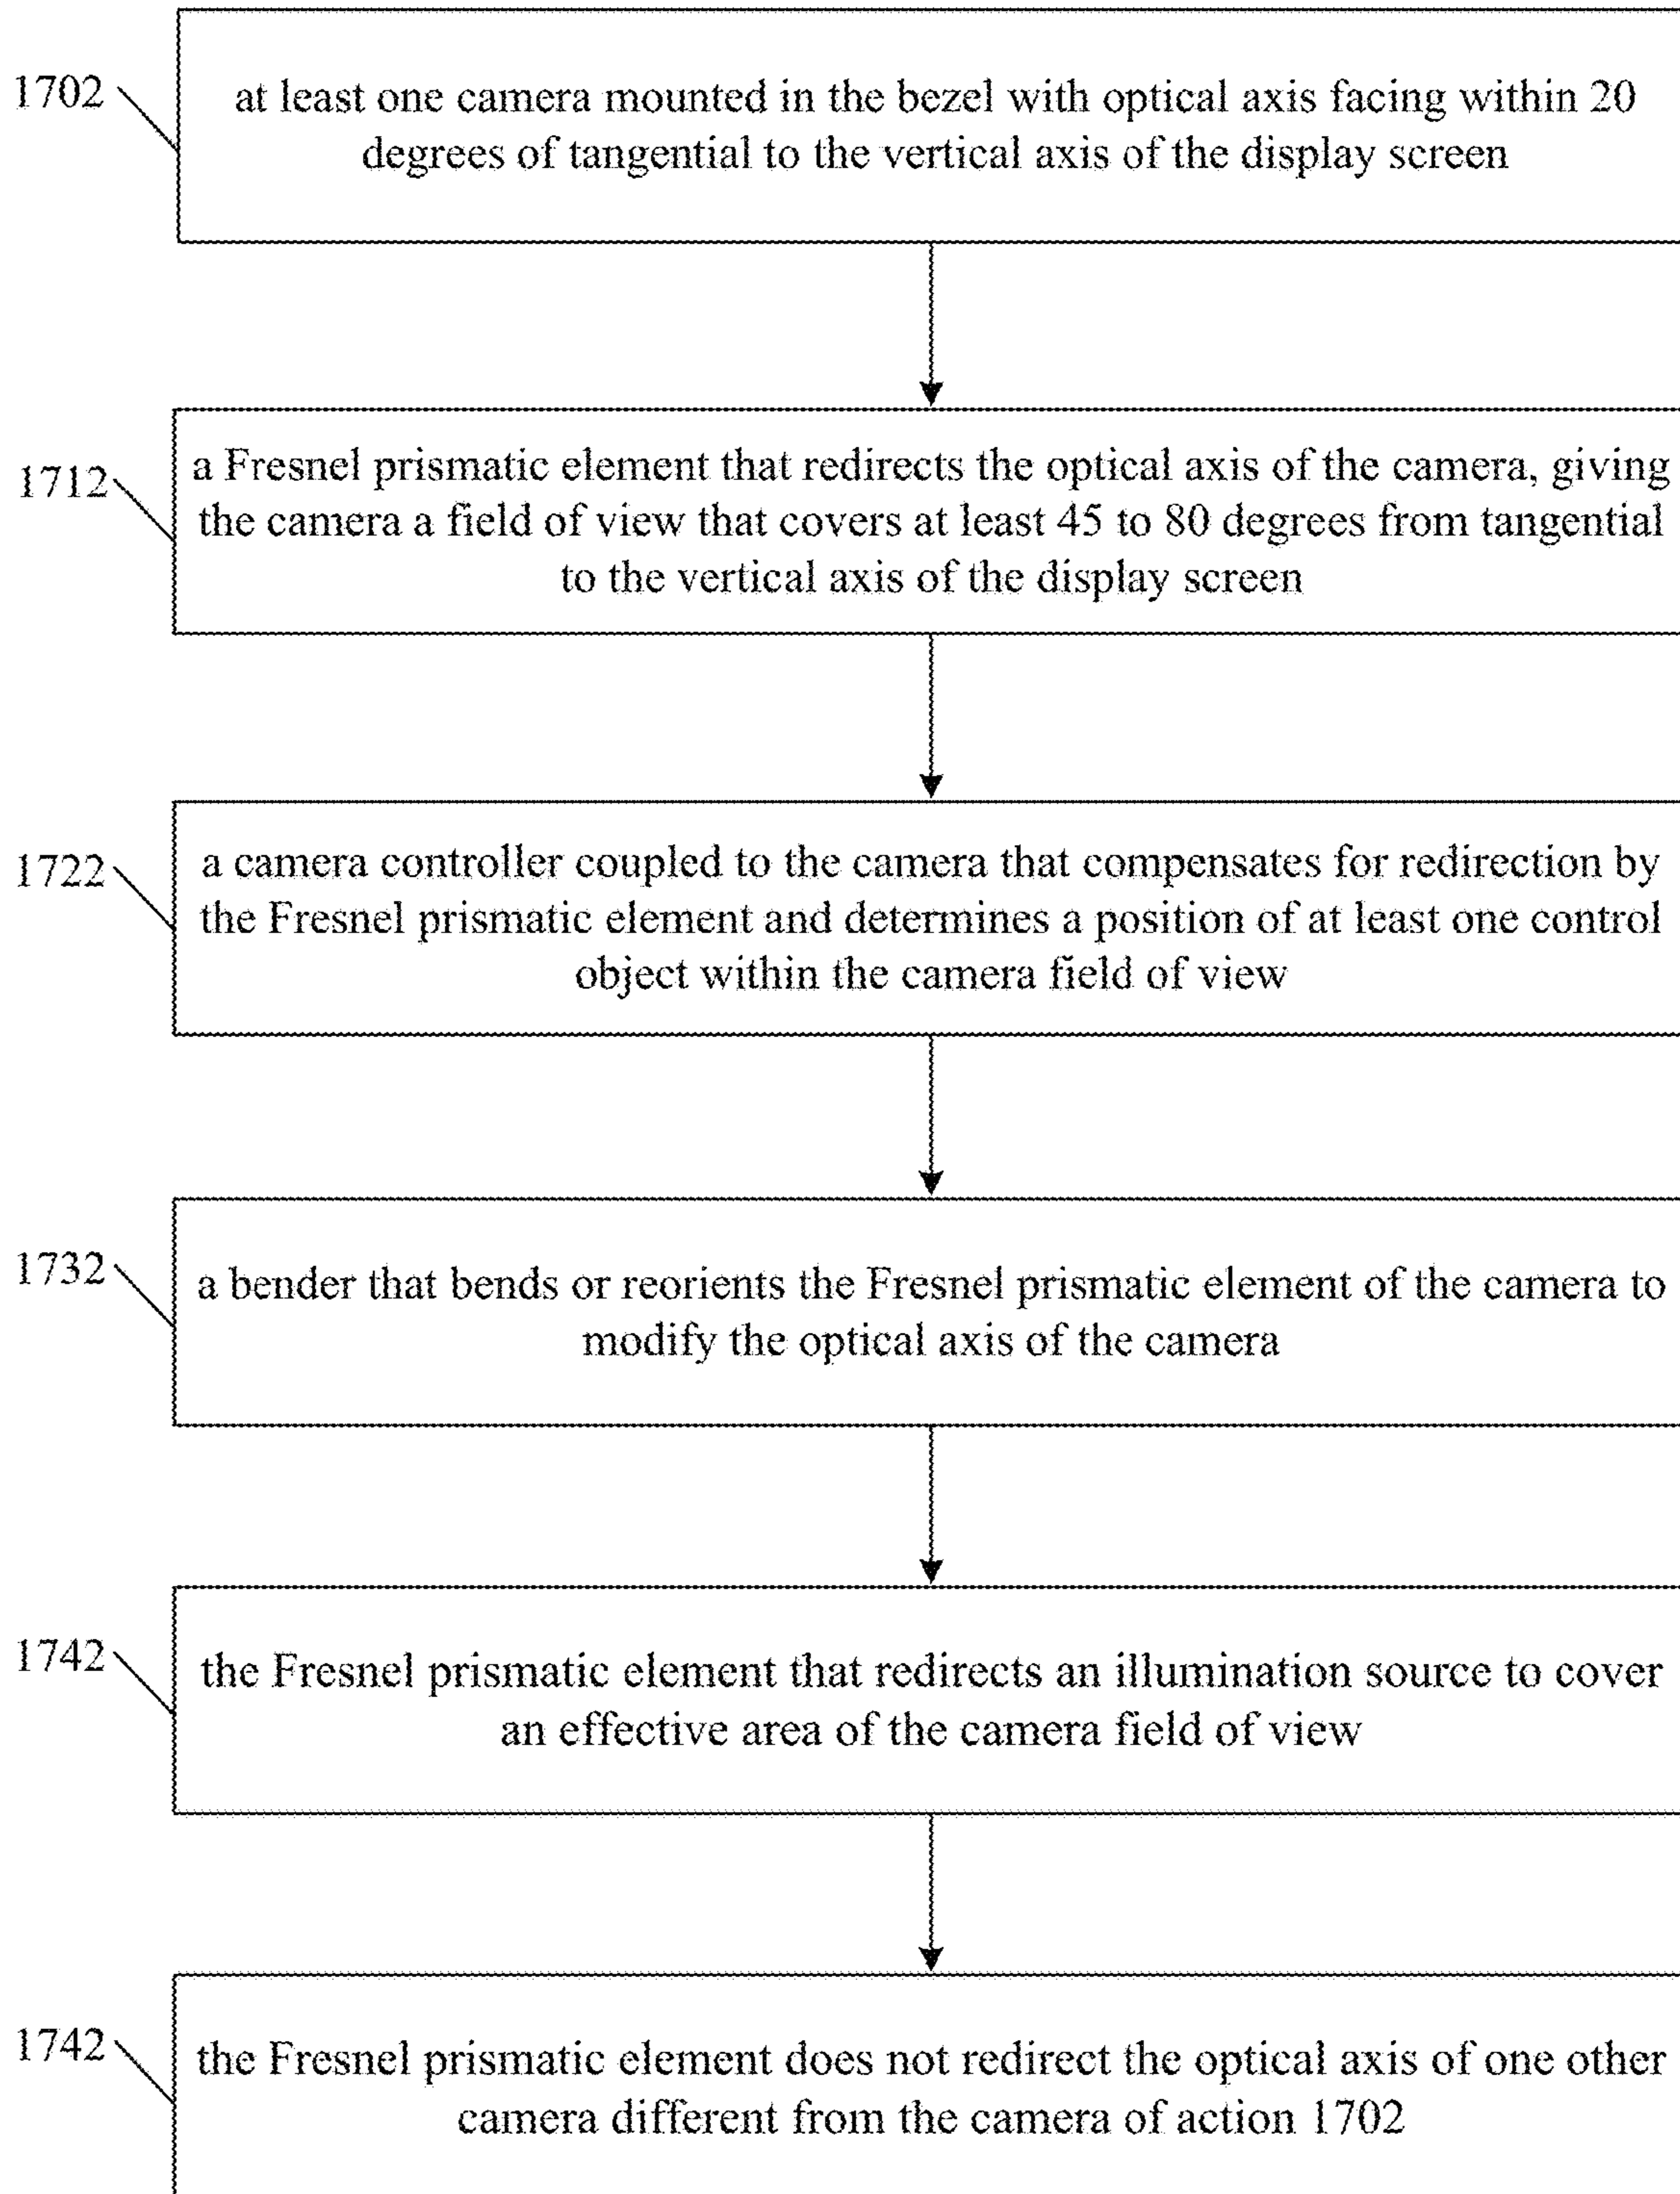 1702
at least one camera mounted in the bezel with optical axis facing within 20
degrees of tangential to the vertical axis of the display screen
1712
a Fresnel prismatic element that redirects the optical axis of the camera, giving
the camera a field of view that covers at least 45 to 80 degrees from tangential
to the vertical axis of the display screen
1722
a camera controller coupled to the camera that compensates for redirection by
the Fresnel prismatic element and determines a position of at least one control
object within the camera field of view
1732
a bender that bends or reorients the Fresnel prismatic element of the camera to
modify the optical axis of the camera
1742
the Fresnel prismatic element that redirects an illumination source to cover
an effective area of the camera field of view
1742
the Fresnel prismatic element does not redirect the optical axis of one other
camera different from the camera of action 1702